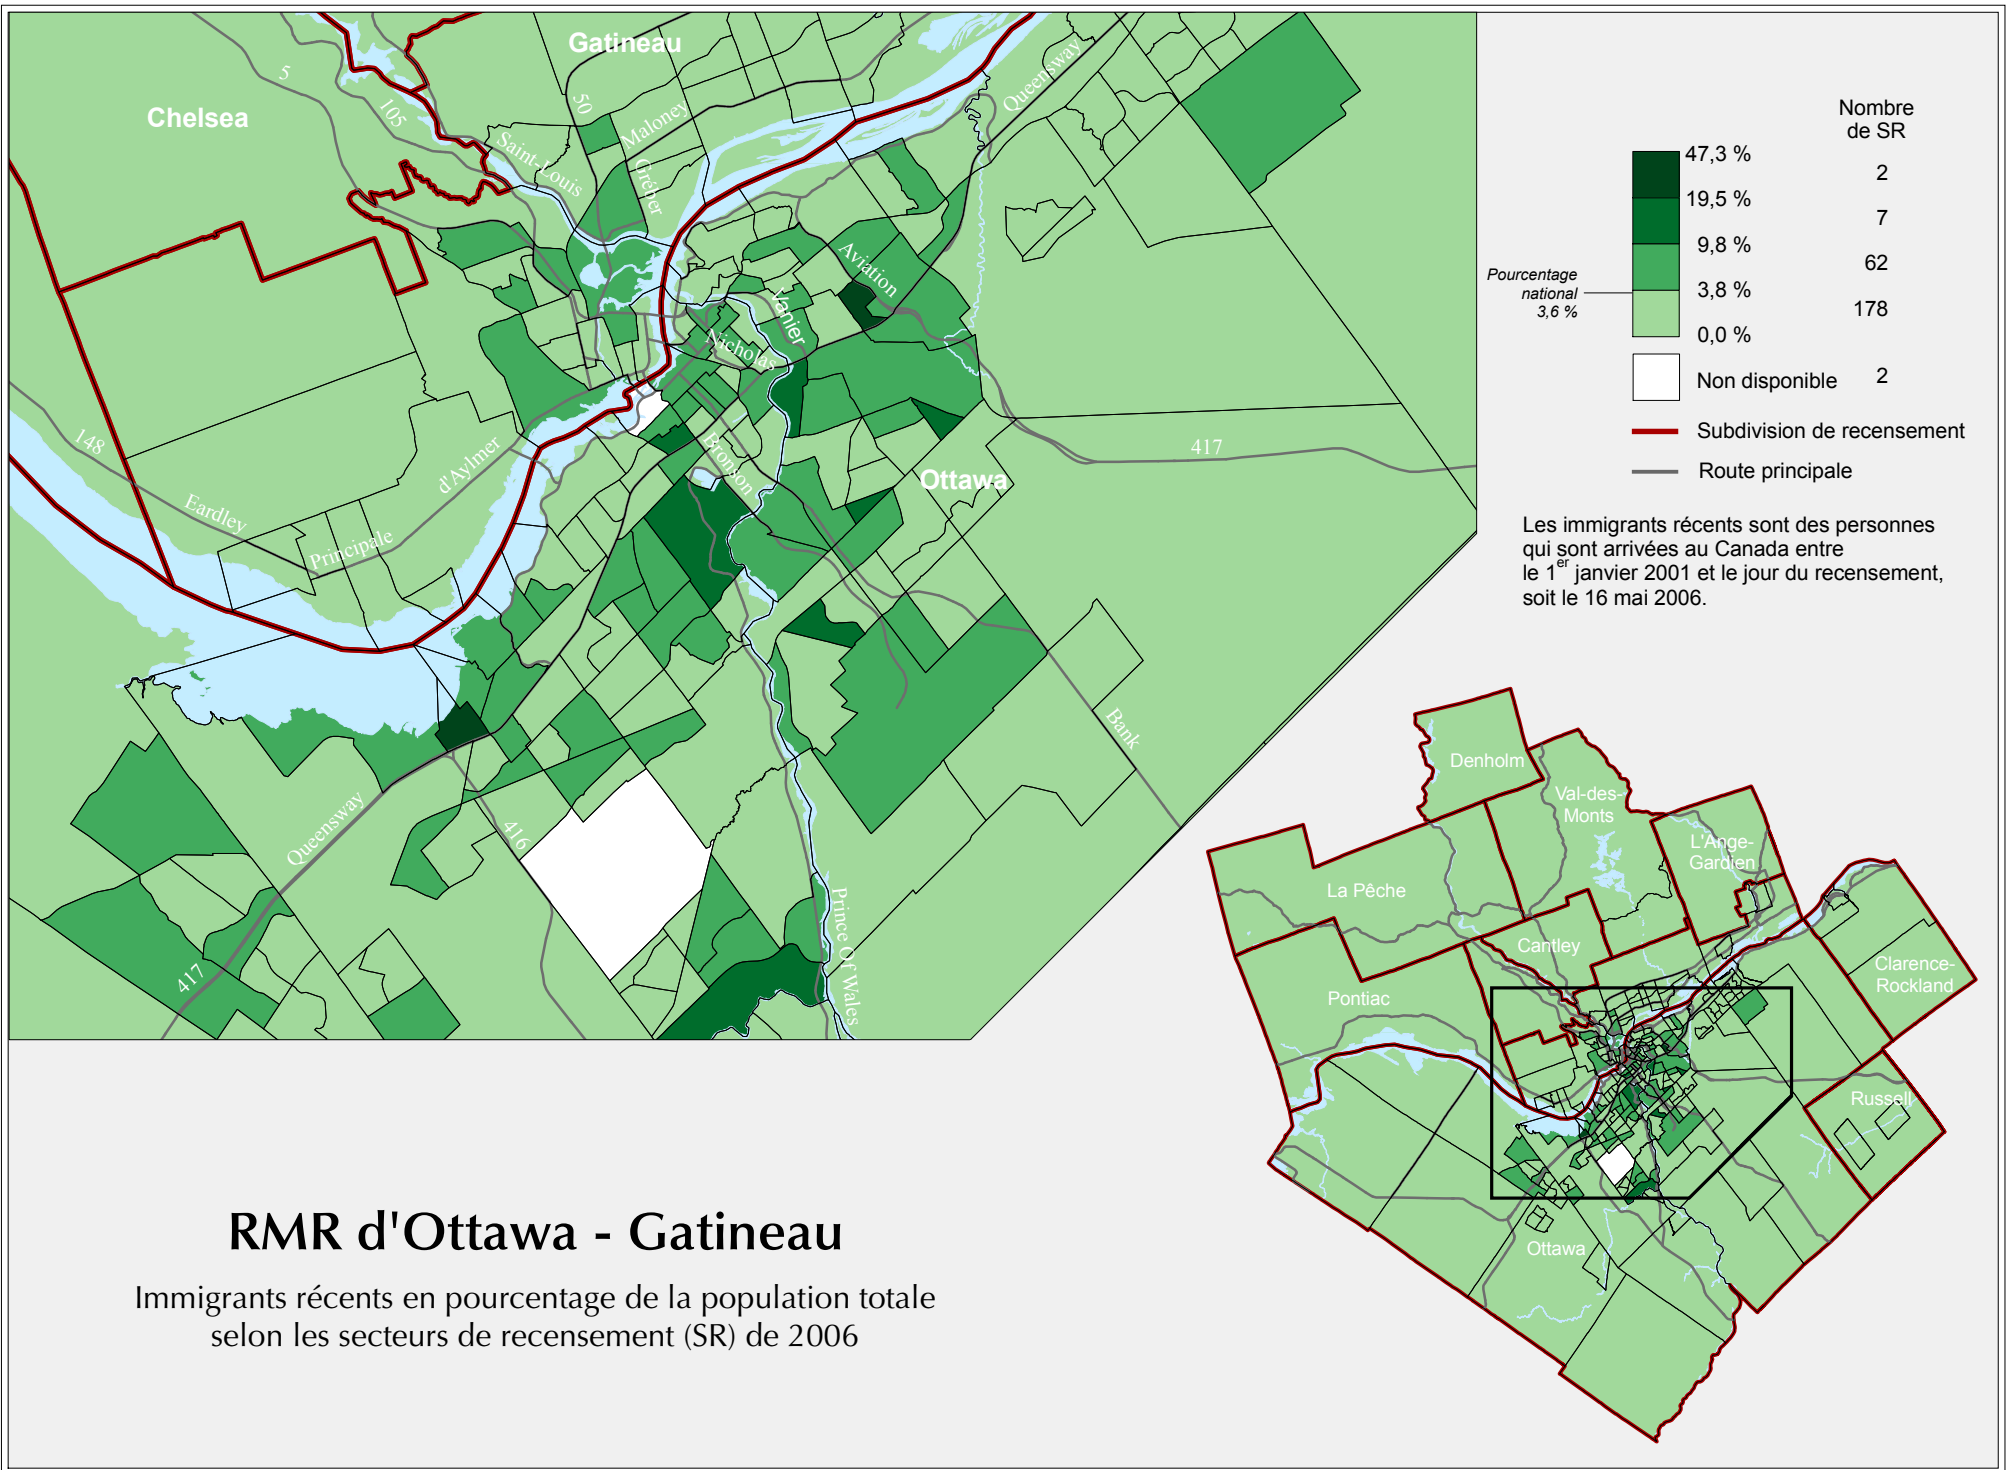 Gatineau
Chelsea
5
105
50
Maloney
Saint-Louis
Gréber
Queensway
Aviation
Vanier
Nicholas
Bronson
148
Eardley
d'Aylmer
Principale
Ottawa
417
Bank
Queensway
416
417
Prince Of Wales
Nombre
de SR
47,3 %
2
19,5 %
7
9,8 %
62
Pourcentage
national
3,6 %
3,8 %
178
0,0 %
Non disponible 2
Subdivision de recensement
Route principale
Les immigrants récents sont des personnes
qui sont arrivées au Canada entre
le 1er janvier 2001 et le jour du recensement,
soit le 16 mai 2006.
Denholm
Val-des-
Monts
L'Ange-
Gardien
La Pêche
Cantley
Clarence-
Rockland
Pontiac
Russell
Ottawa
RMR d'Ottawa - Gatineau
Immigrants récents en pourcentage de la population totale
selon les secteurs de recensement (SR) de 2006